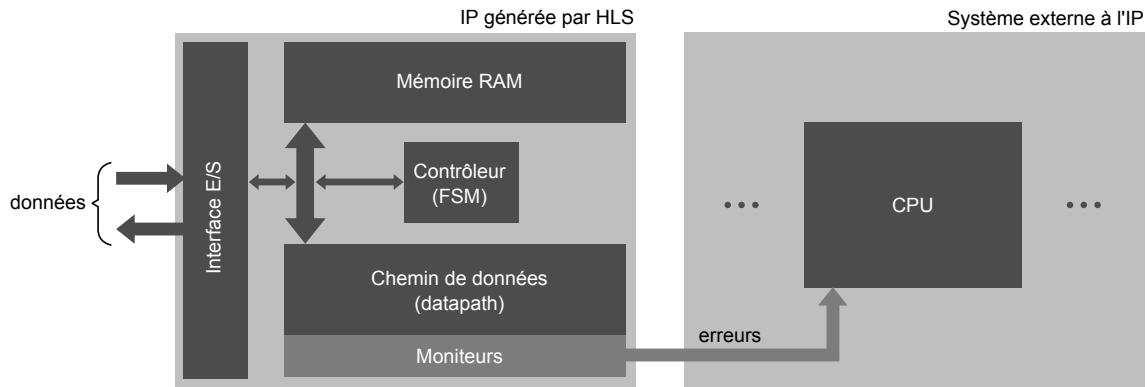 IP générée par HLS
Système externe à l'IP
Mémoire RAM
Interface E/S
Contrôleur
(FSM)
données
CPU
Chemin de données
(datapath)
erreurs
Moniteurs